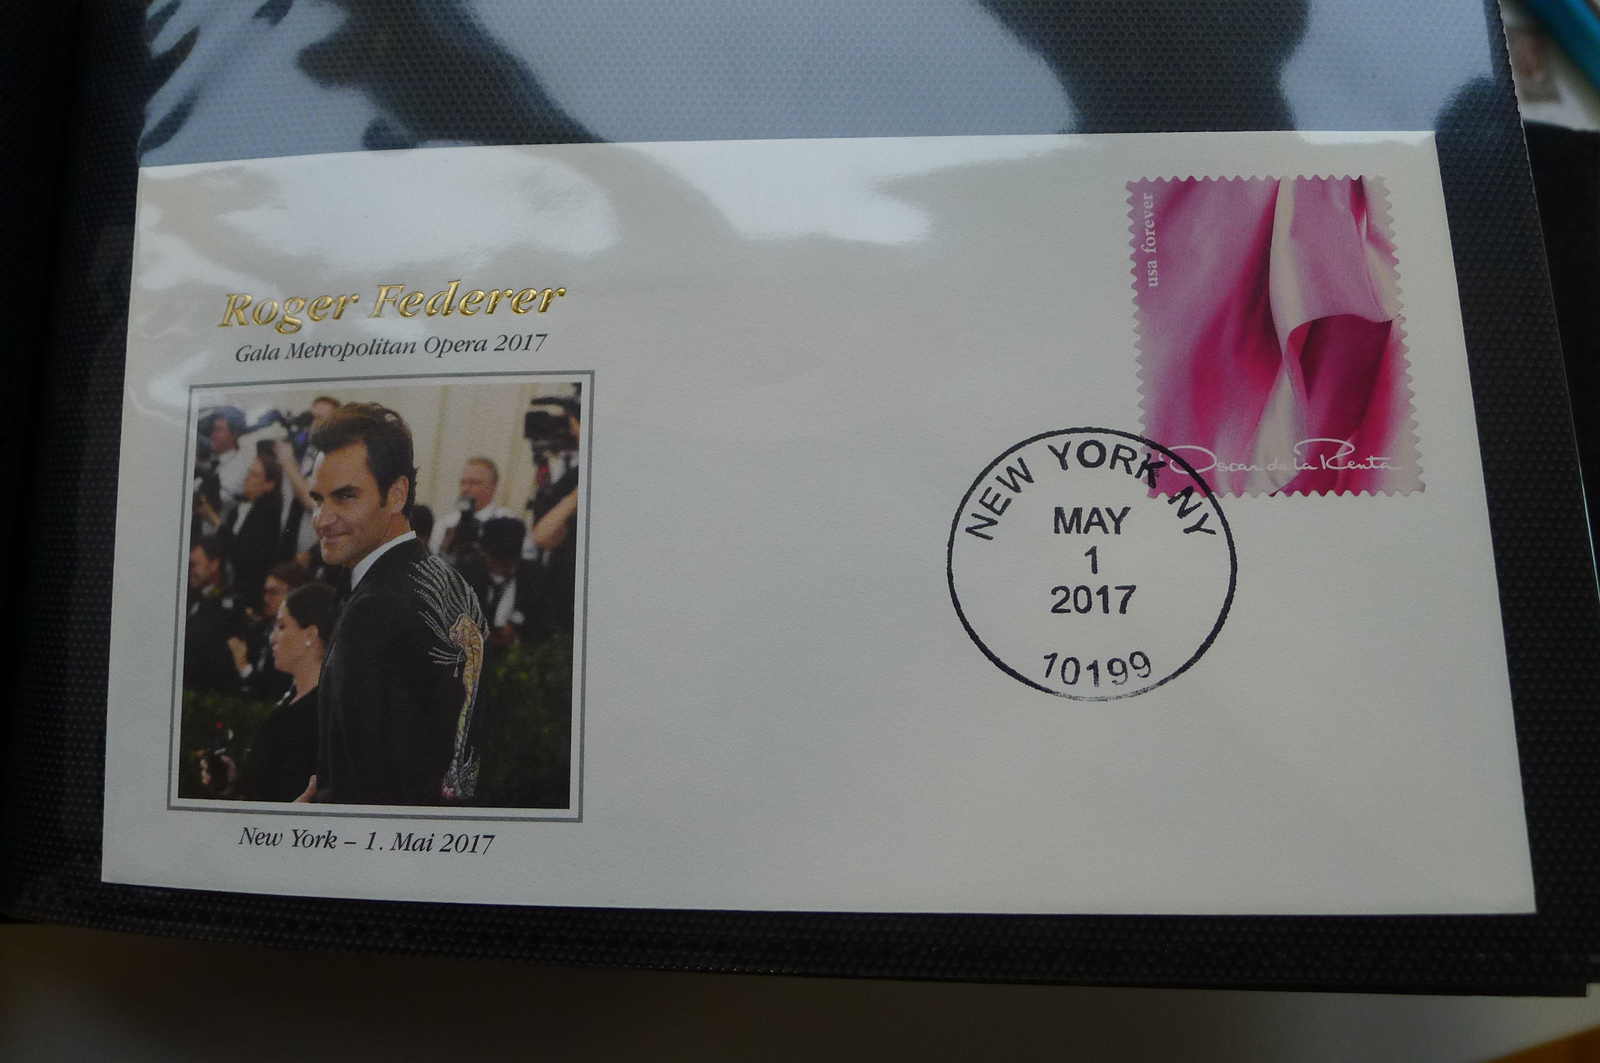 Roger Federer
Gala Metropolitan Opera 2017
New York – 1. Mai 2017
usa forever
Oscar de la Renta
NEW YORK NY
MAY
1
2017
10199